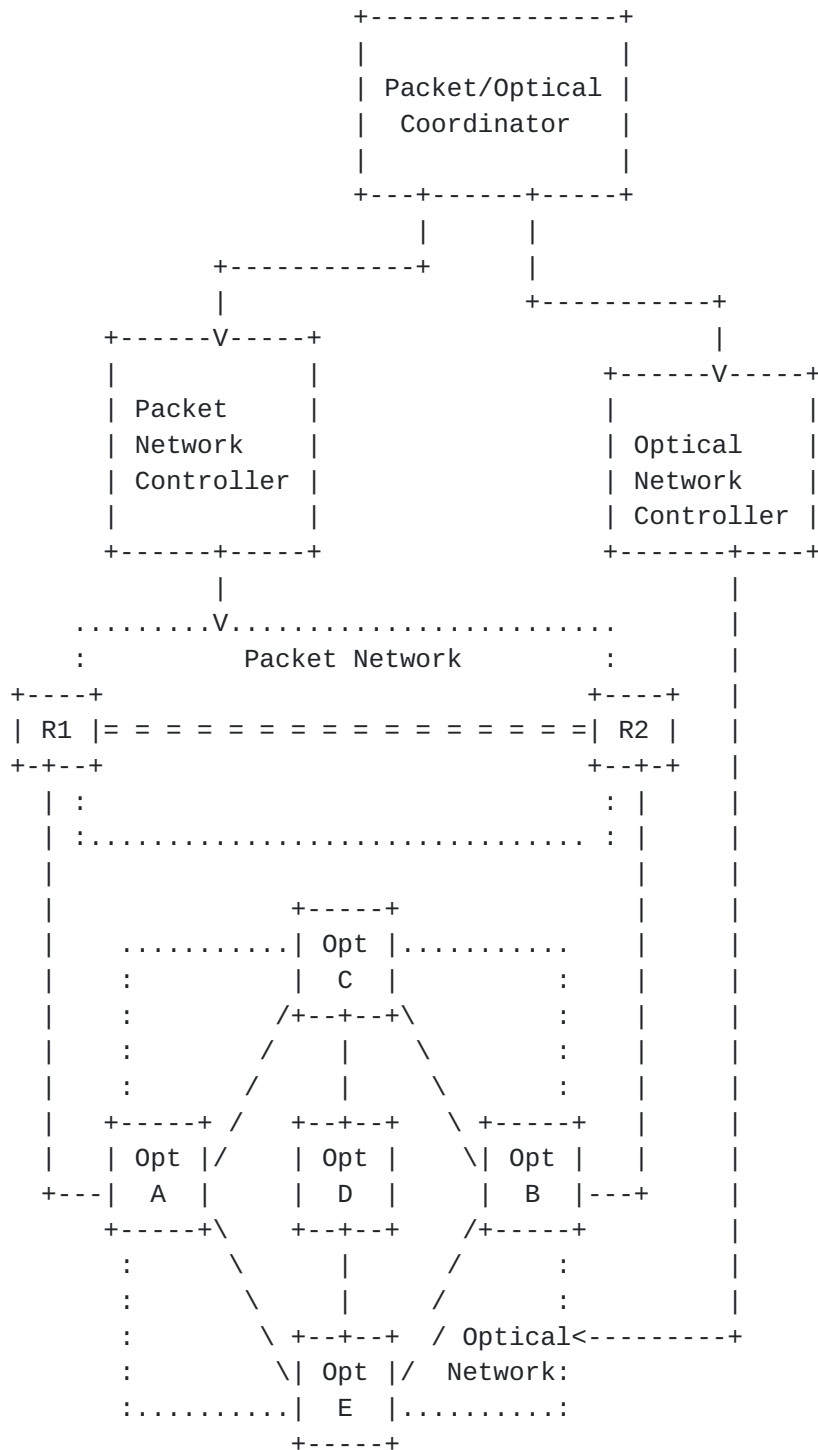 Packet/Optical
Coordinator
Packet
Network
Controller
Optical
Network
Controller
Packet Network
R1 R2
Opt
C
Opt Opt Opt
A D B
Optical
Opt Network
E